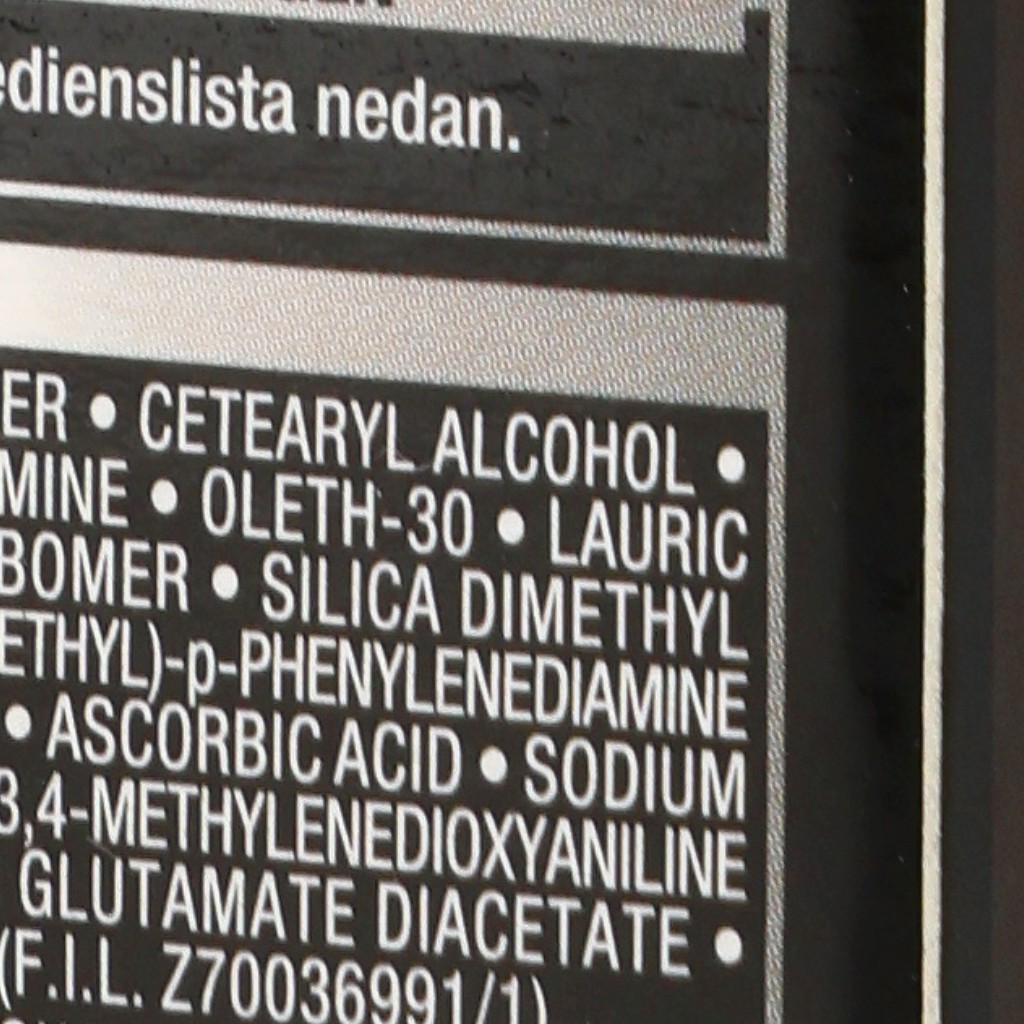 edienslista nedan.
ER • CETEARYL ALCOHOL •
MINE • OLETH-30 • LAURIC
BOMER • SILICA DIMETHYL
ETHYL)-p-PHENYLENEDIAMINE
• ASCORBIC ACID • SODIUM
3,4-METHYLENEDIOXYANILINE
GLUTAMATE DIACETATE •
(F.I.L. Z70036991/1)